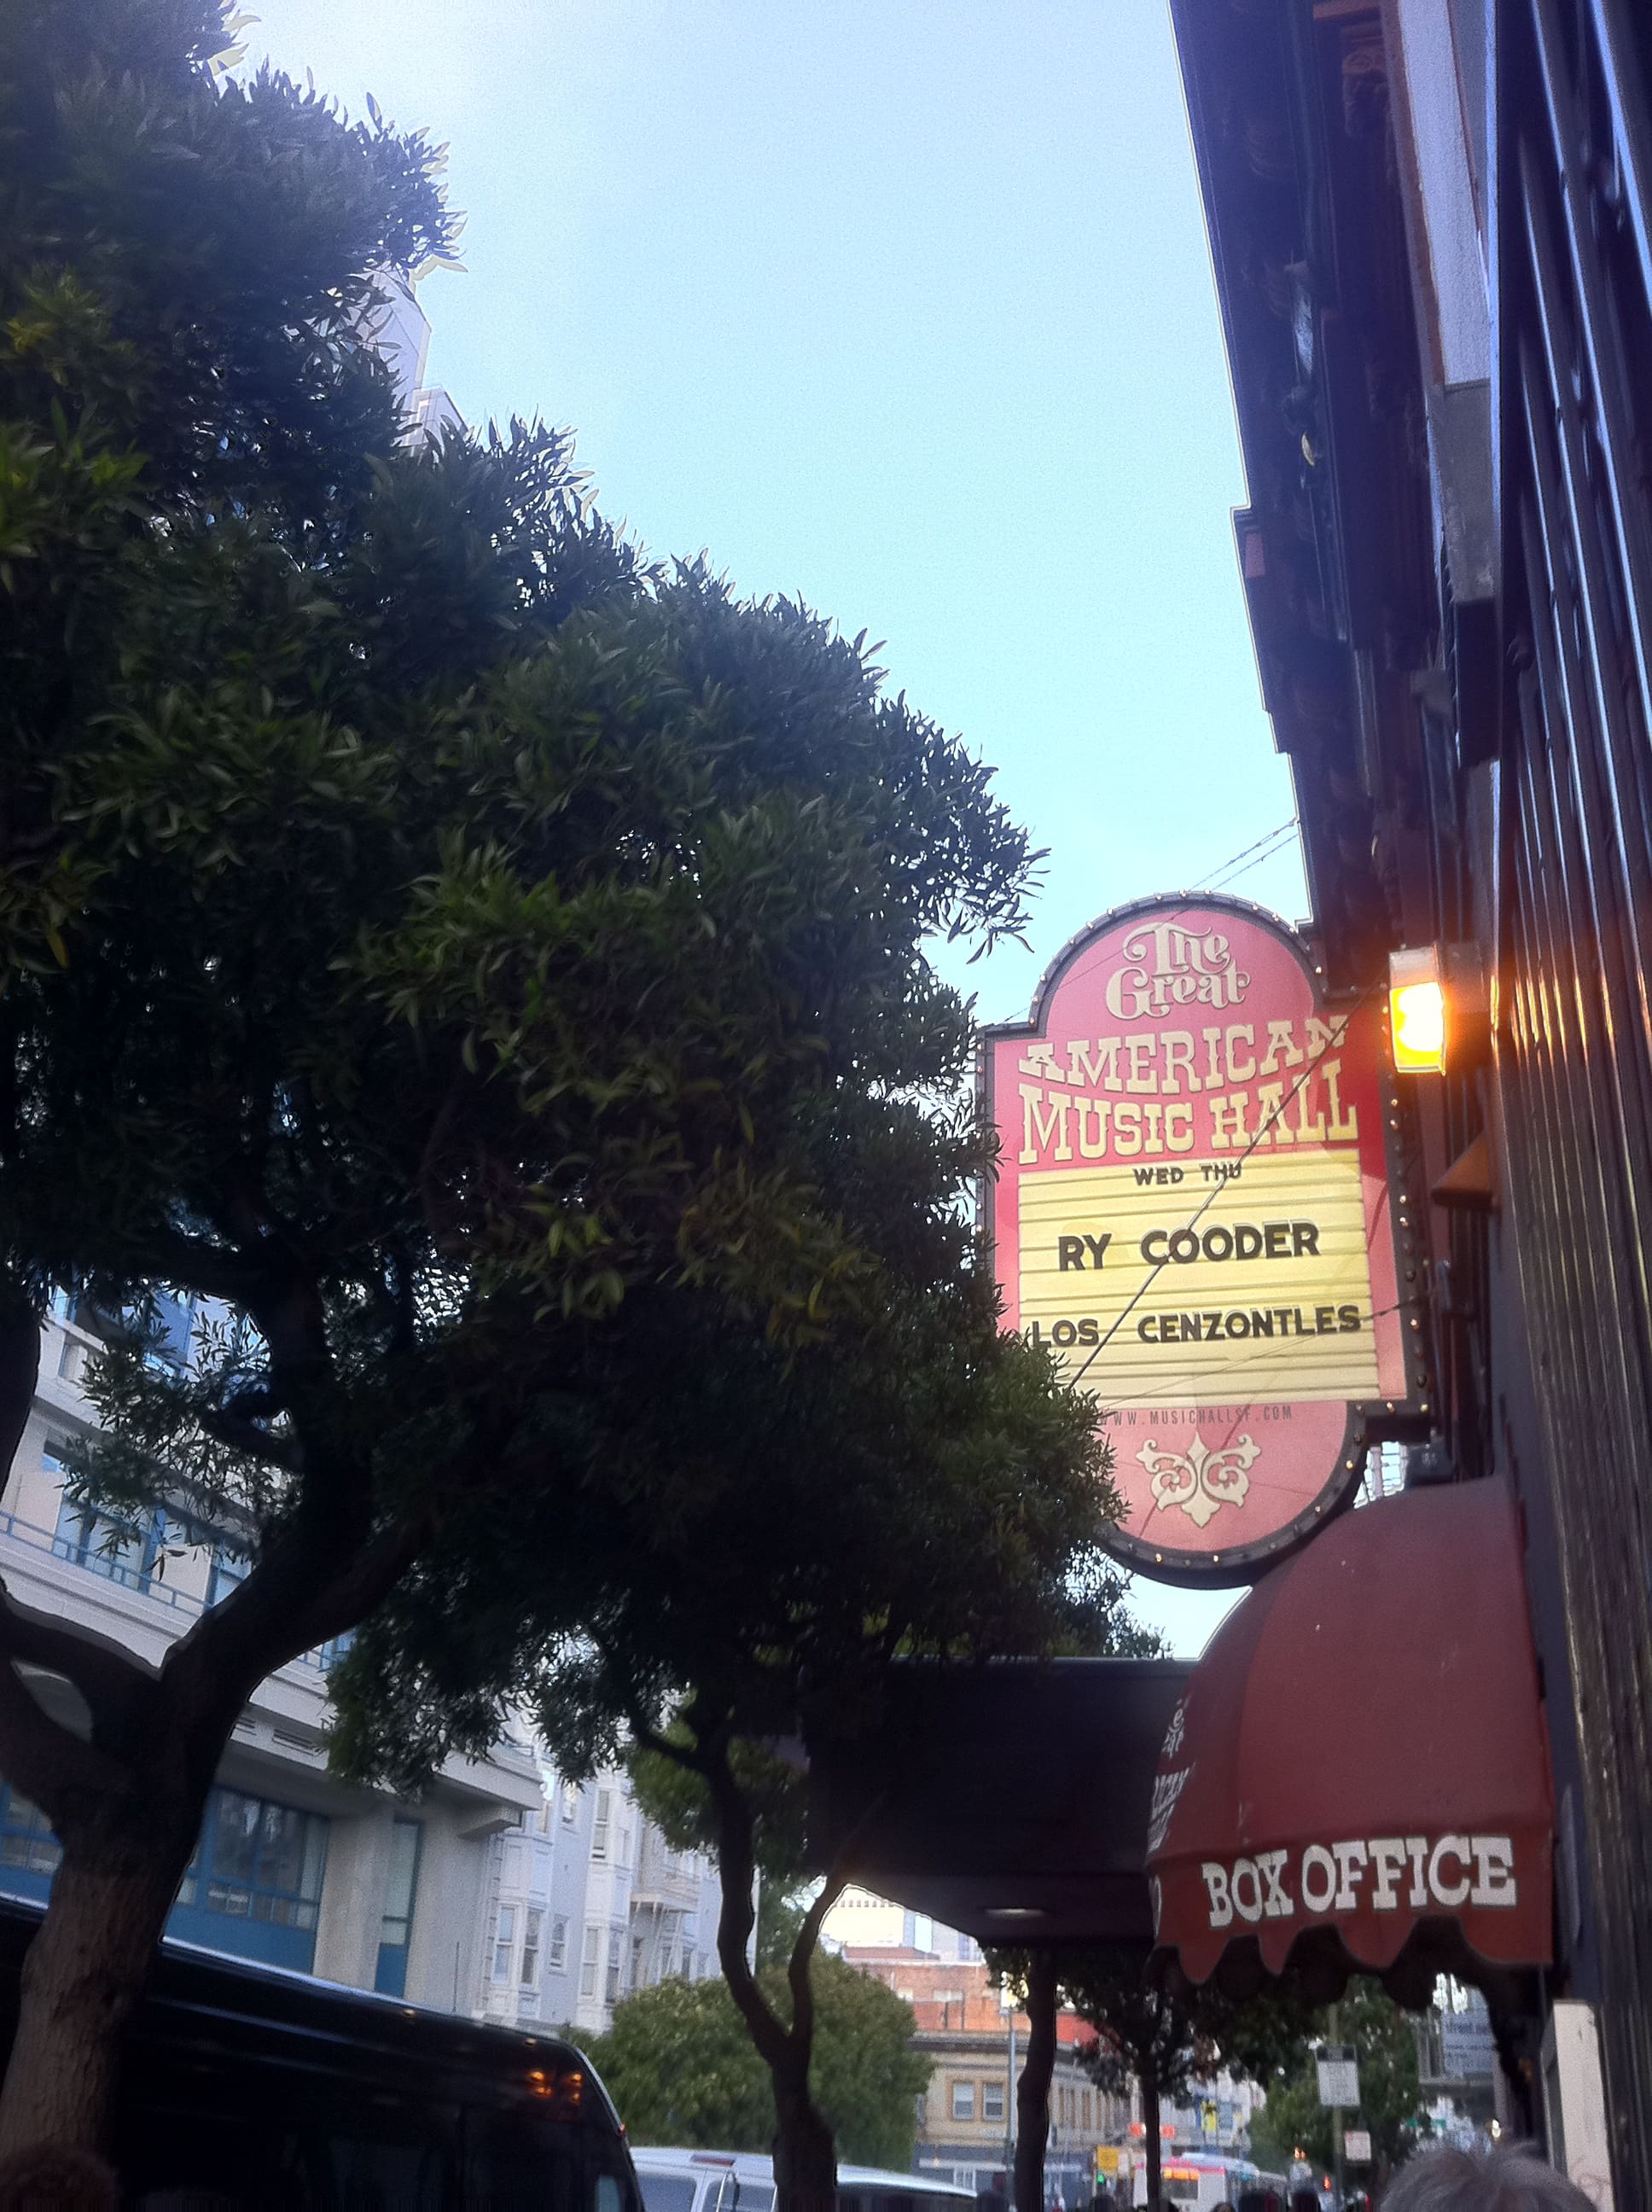 The
Great
AMERICAN
MUSIC HALL
WED THU
RY COODER
LOS CENZONTLES
WWW.MUSICHALLSF.COM
BOX OFFICE